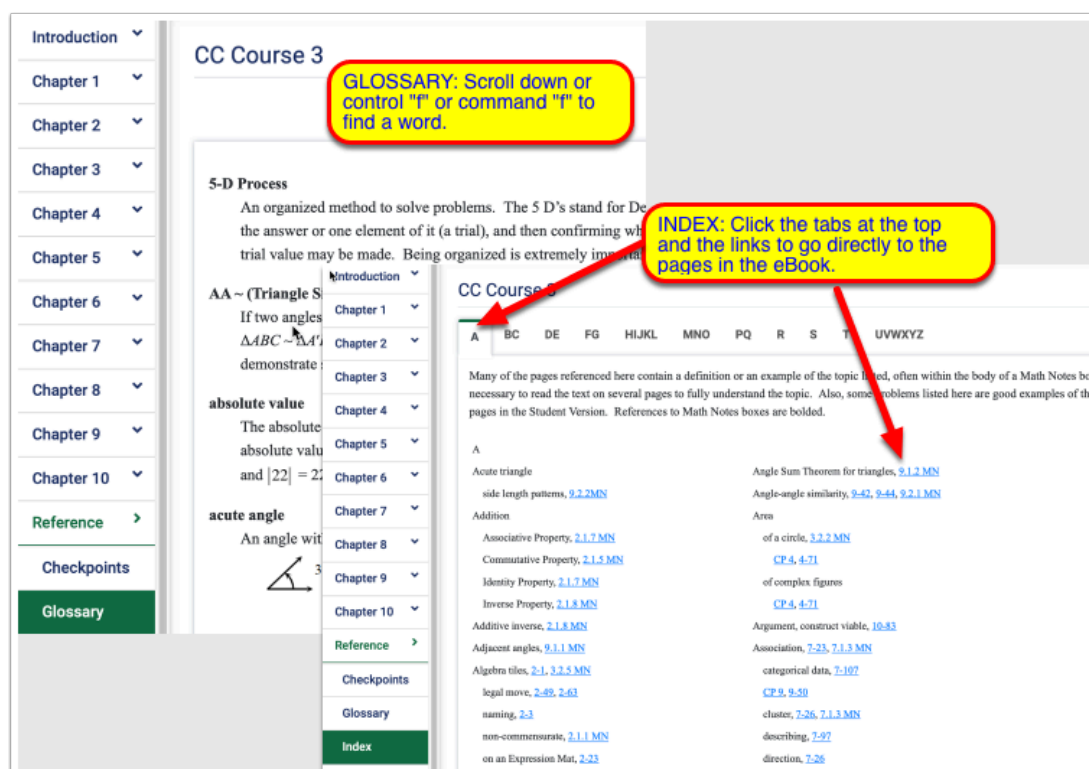 Introduction
Chapter 1
Chapter 2
Chapter 3
Chapter 4
Chapter 5
Chapter 6
Chapter 7
Chapter 8
Chapter 9
Chapter 10
Reference
Checkpoints
Glossary
CC Course 3
GLOSSARY: Scroll down or
control "f" or command "f" to
find a word.
5-D Process
An organized method to solve problems. The 5 D's stand for
the answer or one element of it (a trial), and then confirming
trial value may be made. Being organized is extremely
AA ~ (Triangle
If two angles
ΔABC ~
demonstrate
absolute value
The absolute
absolute
and |22| =
acute angle
An angle
INDEX: Click the tabs at the top
and the links to go directly to the
pages in the eBook.
Introduction
Chapter 1
Chapter 2
Chapter 3
Chapter 4
Chapter 5
Chapter 6
Chapter 7
Chapter 8
Chapter 9
Chapter 10
Reference
Checkpoints
Glossary
Index
CC Course 3
A BC DE FG HIJKL MNO PQ R S T UVWXYZ
Many of the pages referenced here contain a definition or an example of the topic listed, often within the body of a Math Notes
necessary to read the text on several pages to fully understand the topic. Also, some problems listed here are good examples of
pages in the Student Version. References to Math Notes boxes are bolded.
A
Acute triangle
side length patterns, 9.2.2MN
Addition
Associative Property, 2.1.7 MN
Commutative Property, 2.1.5 MN
Identity Property, 2.1.7 MN
Inverse Property, 2.1.8 MN
Additive inverse, 2.1.8 MN
Adjacent angles, 9.1.1 MN
Algebra tiles, 2-1, 3.2.5 MN
legal move, 2-49, 2-63
naming, 2-3
non-commensurate, 2.1.1 MN
on an Expression Mat, 2-23
Angle Sum Theorem for triangles, 9.1.2 MN
Angle-angle similarity, 9-42, 9-44, 9.2.1 MN
Area
of a circle, 3.2.2 MN
CP 4, 4-71
of complex figures
CP 4, 4-71
Argument, construct viable, 10-83
Association, 7-23, 7.1.3 MN
categorical data, 7-107
CP 9, 9-50
cluster, 7-26, 7.1.3 MN
describing, 7-97
direction, 7-26